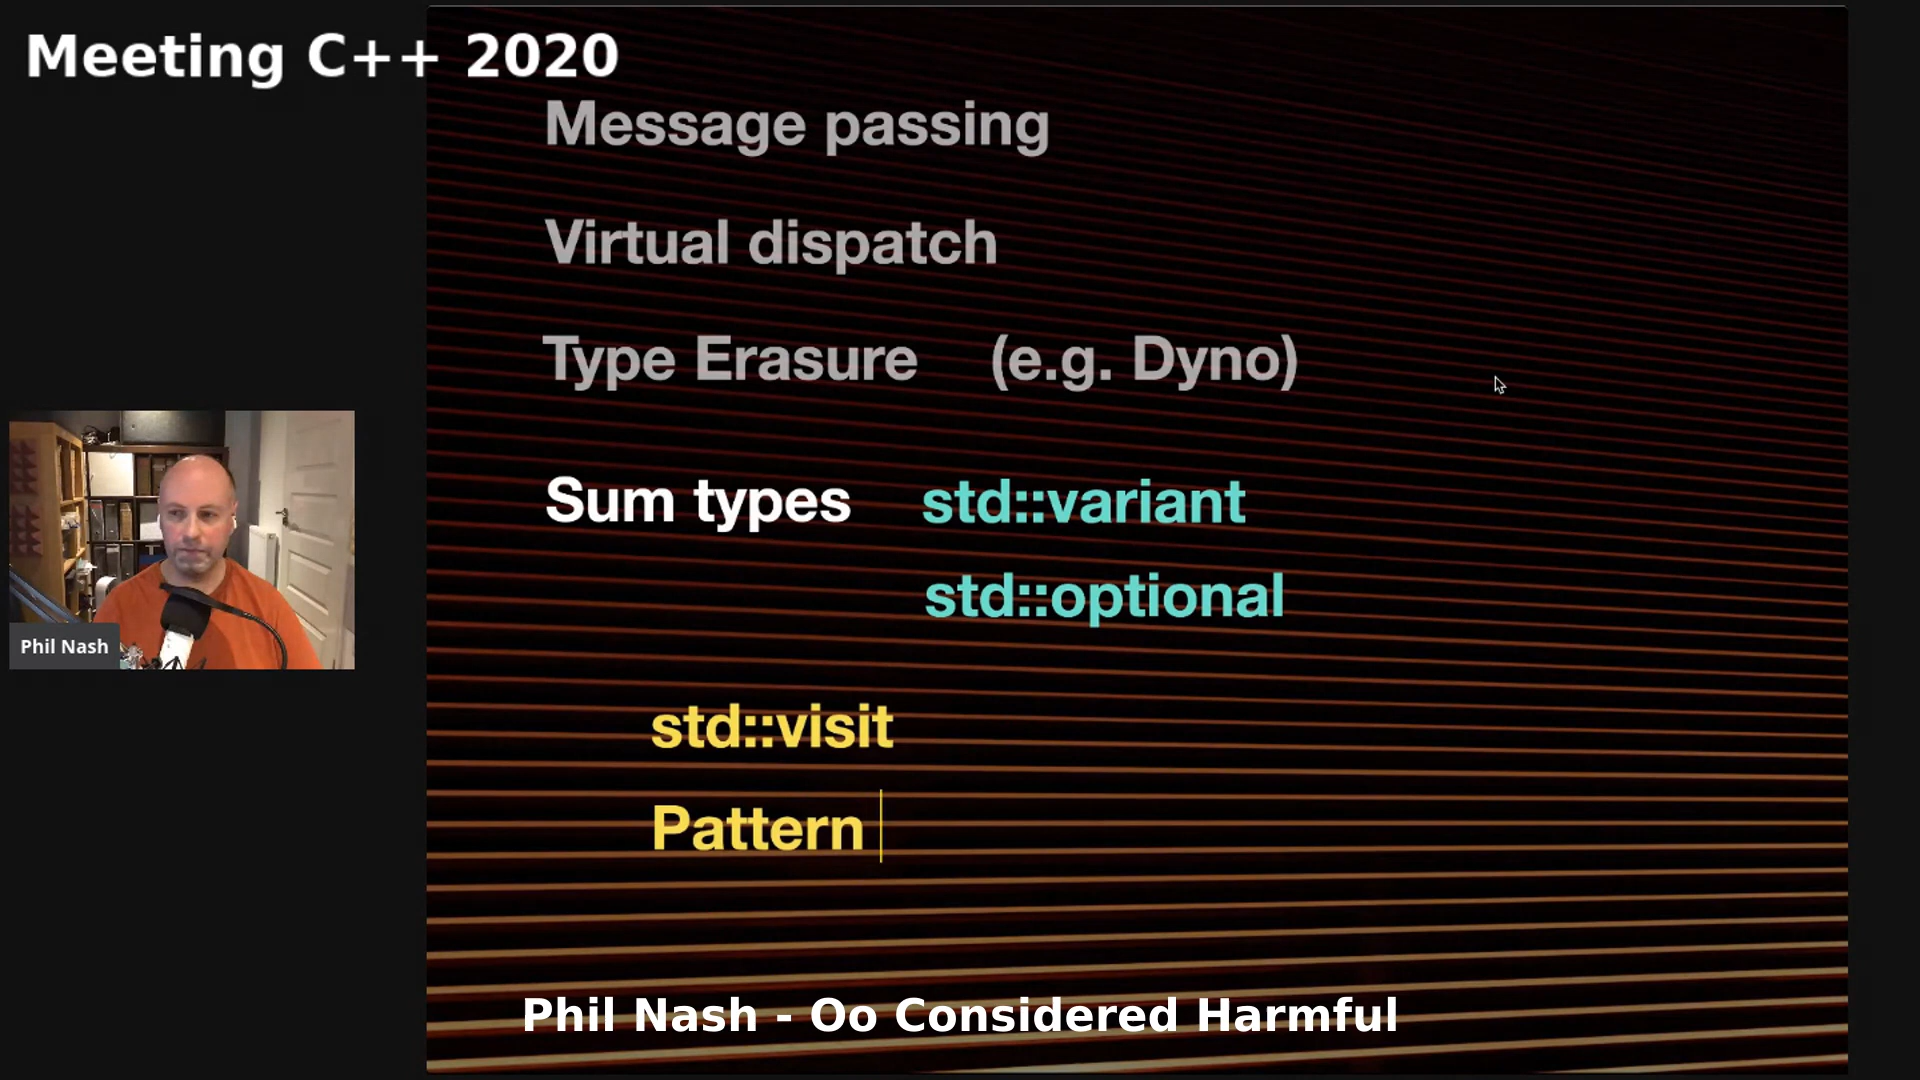 Meeting C++ 2020
Message passing
Virtual dispatch
Type Erasure (e.g. Dyno)
Sum types std::variant
std::optional
std::visit
Pattern
Phil Nash
Phil Nash - Oo Considered Harmful